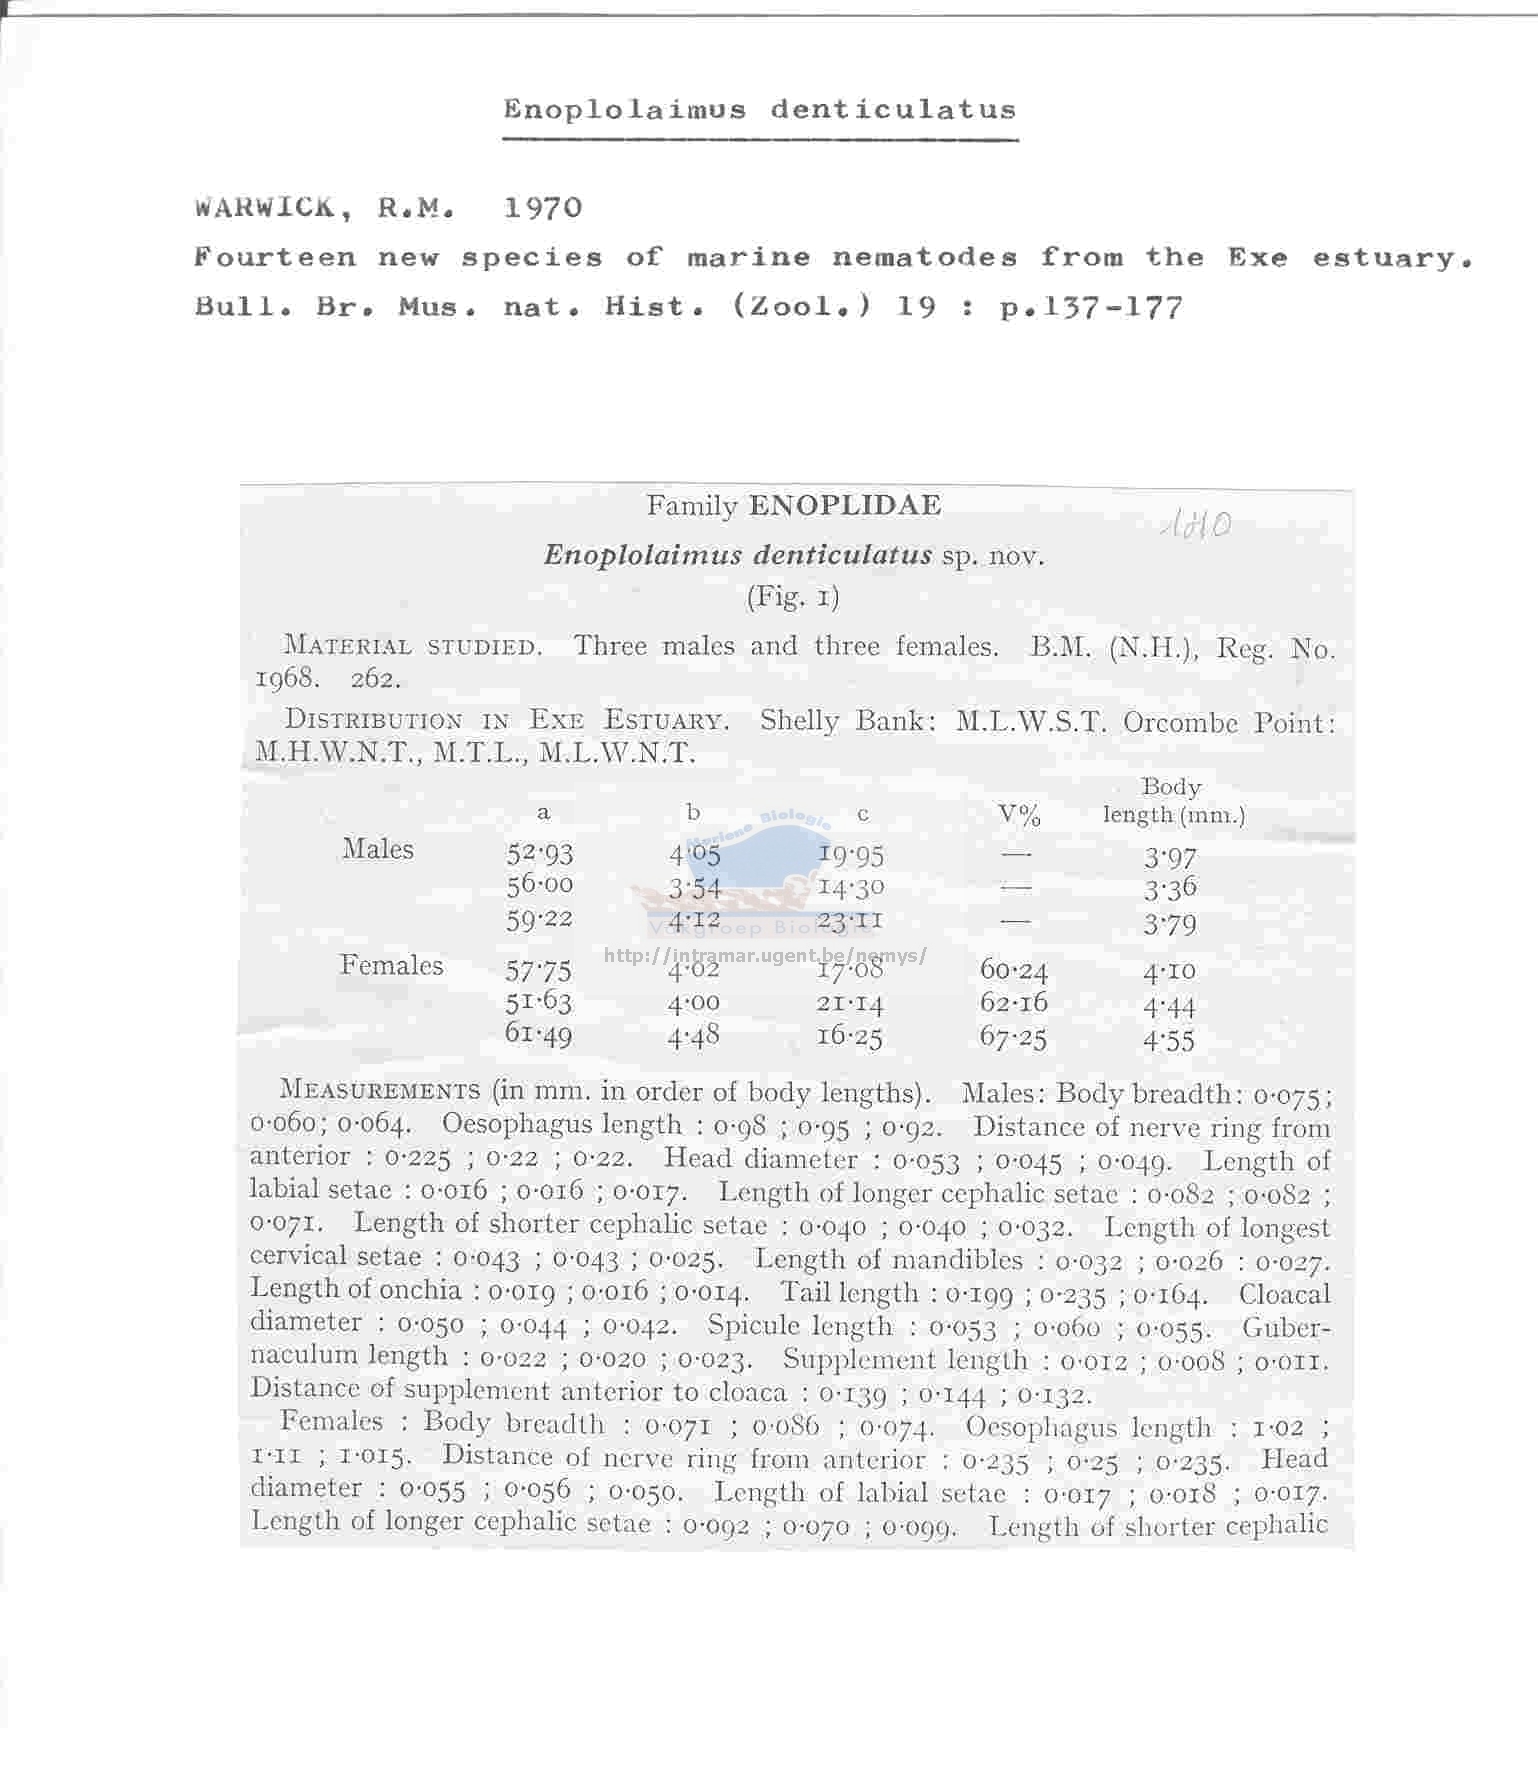 Enoplolaimus denticulatus
WARWICK, R.M. 1970
Fourteen new species of marine nematodes from the Exe estuary.
Bull. Br. Mus. nat. Hist. (Zool.) 19 : p.137-177
Family ENOPLIDAE
Enoplolaimus denticulatus sp. nov.
(Fig. 1)
MATERIAL STUDIED. Three males and three females. B.M. (N.H.), Reg. No.
1968. 262.
DISTRIBUTION IN EXE ESTUARY. Shelly Bank: M.L.W.S.T. Orcombe Point:
M.H.W.N.T., M.T.L., M.L.W.N.T.
Body
a b c V% length (mm.)
Males 52·93 4·05 19·95 — 3·97
56·00 3·54 14·30 — 3·36
59·22 4·12 23·11 — 3·79
Females 57·75 4·02 17·08 60·24 4·10
51·63 4·00 21·14 62·16 4·44
61·49 4·48 16·25 67·25 4·55
Mariene Biologie
Vakgroep Biologie
http://intramar.ugent.be/nemys/
MEASUREMENTS (in mm. in order of body lengths). Males: Body breadth: 0·075;
0·060; 0·064. Oesophagus length : 0·98 ; 0·95 ; 0·92. Distance of nerve ring from
anterior : 0·225 ; 0·22 ; 0·22. Head diameter : 0·053 ; 0·045 ; 0·049. Length of
labial setae : 0·016 ; 0·016 ; 0·017. Length of longer cephalic setae : 0·082 ; 0·082 ;
0·071. Length of shorter cephalic setae : 0·040 ; 0·040 ; 0·032. Length of longest
cervical setae : 0·043 ; 0·043 ; 0·025. Length of mandibles : 0·032 ; 0·026 : 0·027.
Length of onchia : 0·019 ; 0·016 ; 0·014. Tail length : 0·199 ; 0·235 ; 0·164. Cloacal
diameter : 0·050 ; 0·044 ; 0·042. Spicule length : 0·053 ; 0·060 ; 0·055. Guber-
naculum length : 0·022 ; 0·020 ; 0·023. Supplement length : 0·012 ; 0·008 ; 0·011.
Distance of supplement anterior to cloaca : 0·139 ; 0·144 ; 0·132.
Females : Body breadth : 0·071 ; 0·086 ; 0·074. Oesophagus length : 1·02 ;
1·11 ; 1·015. Distance of nerve ring from anterior : 0·235 ; 0·25 ; 0·235. Head
diameter : 0·055 ; 0·056 ; 0·050. Length of labial setae : 0·017 ; 0·018 ; 0·017.
Length of longer cephalic setae : 0·092 ; 0·070 ; 0·099. Length of shorter cephalic